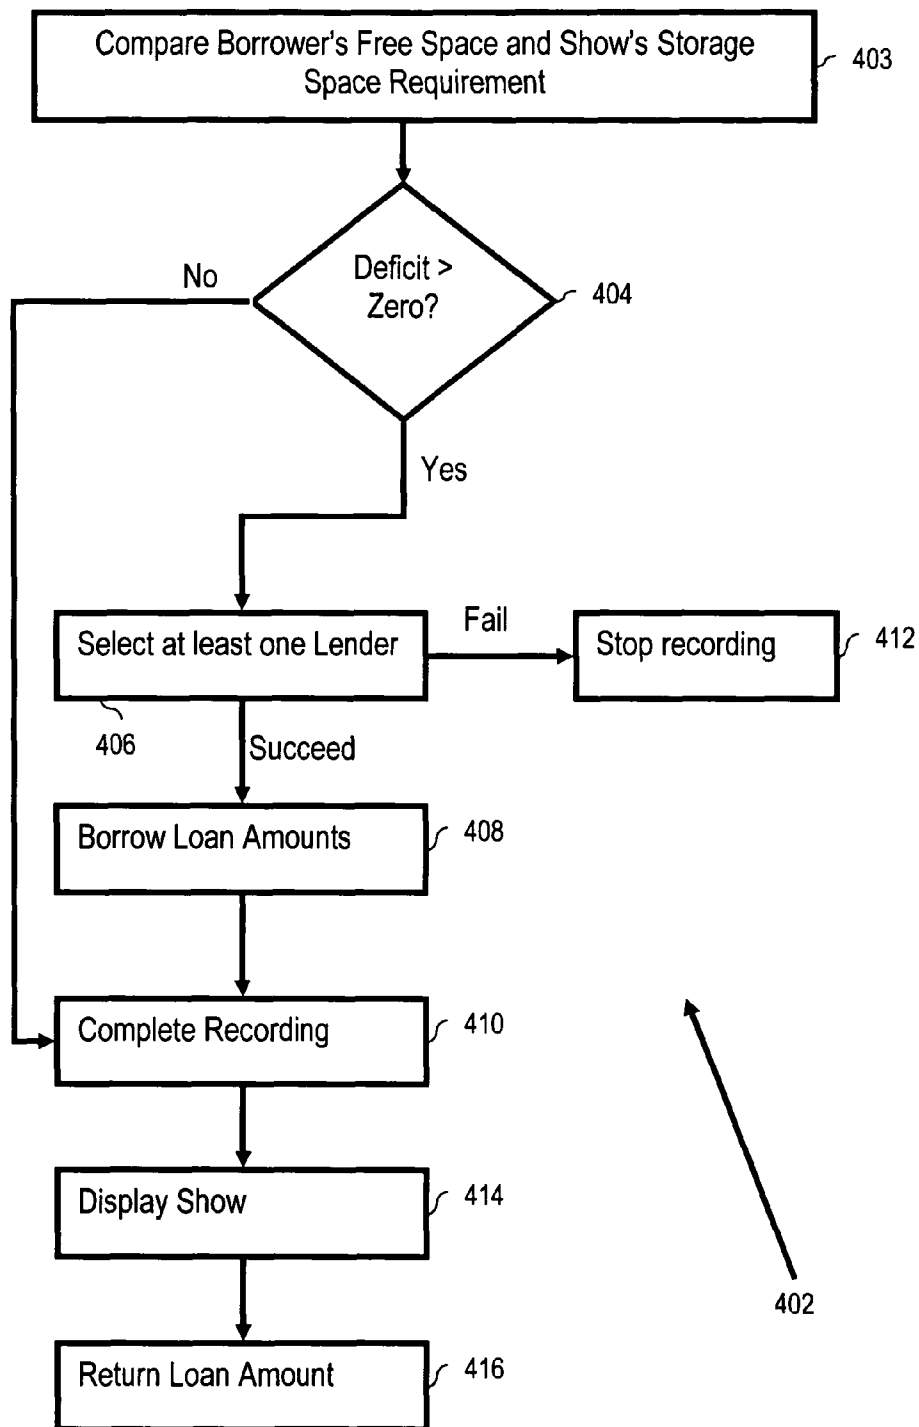 Compare Borrower's Free Space and Show's Storage
Space Requirement
403
Deficit >
Zero?
404
No
Yes
Select at least one Lender
406
Fail
Stop recording
412
Succeed
Borrow Loan Amounts
408
Complete Recording
410
Display Show
414
402
Return Loan Amount
416